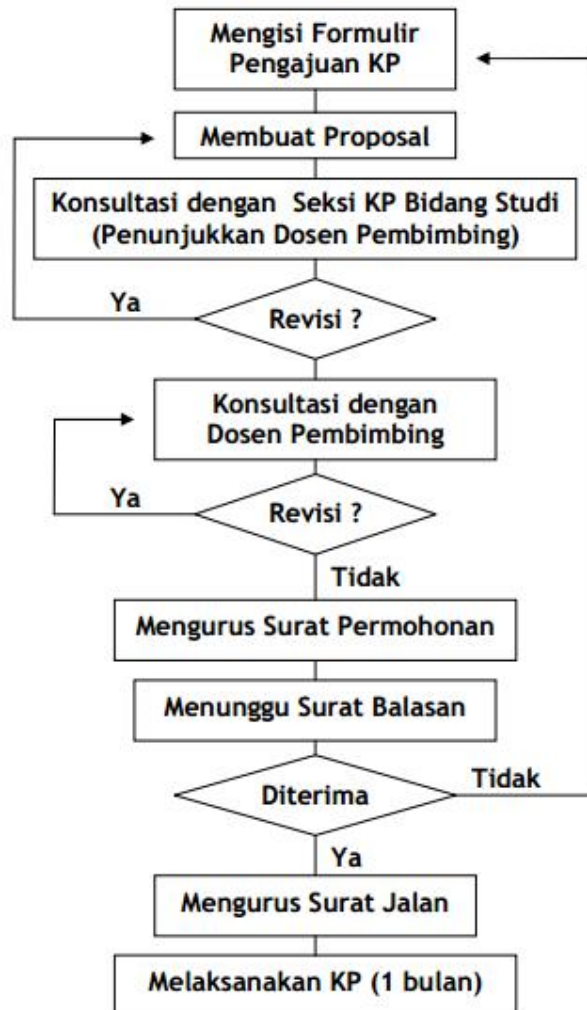 Mengisi Formulir
Pengajuan KP
Membuat Proposal
Konsultasi dengan Seksi KP Bidang Studi
(Penunjukkan Dosen Pembimbing)
Ya
Revisi ?
Konsultasi dengan
Dosen Pembimbing
Ya
Revisi ?
Tidak
Mengurus Surat Permohonan
Menunggu Surat Balasan
Diterima
Tidak
Ya
Mengurus Surat Jalan
Melaksanakan KP (1 bulan)